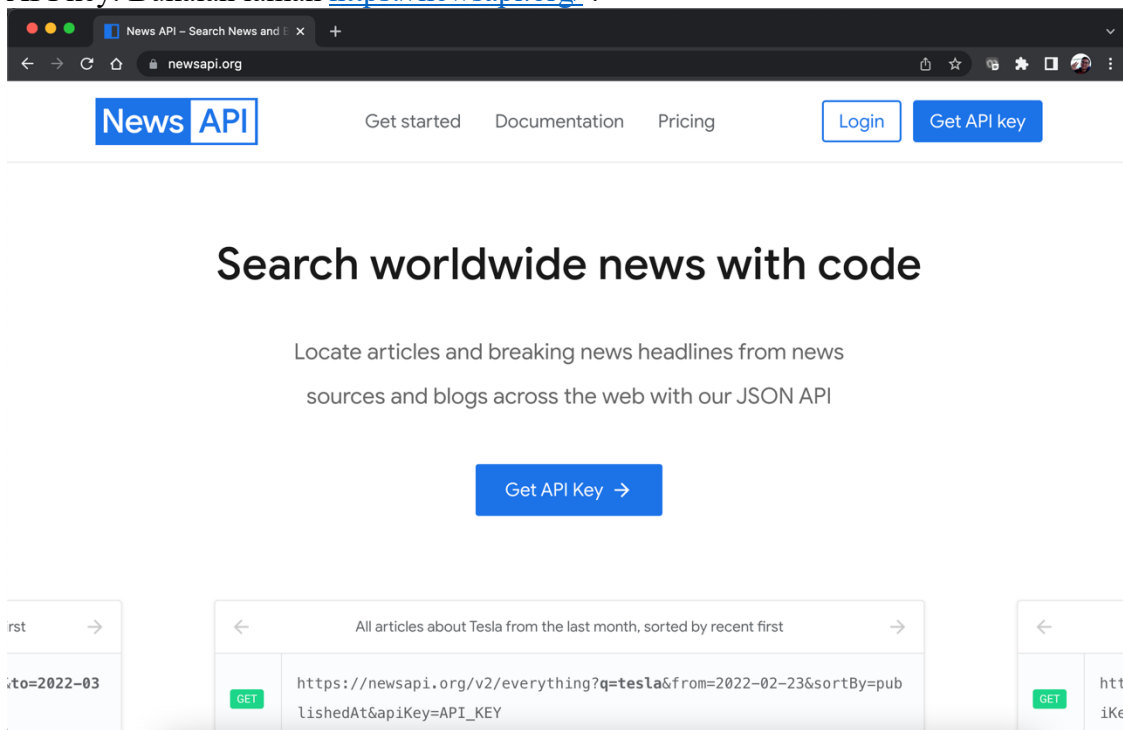 https://newsapi.org/
News API – Search News and E
newsapi.org
News API
Get started Documentation Pricing Login Get API key
Search worldwide news with code
Locate articles and breaking news headlines from news
sources and blogs across the web with our JSON API
Get API Key →
irst → ← All articles about Tesla from the last month, sorted by recent first → ←
&to=2022-03 GET https://newsapi.org/v2/everything?q=tesla&from=2022-02-23&sortBy=pub GET htt
lishedAt&apiKey=API_KEY iKe